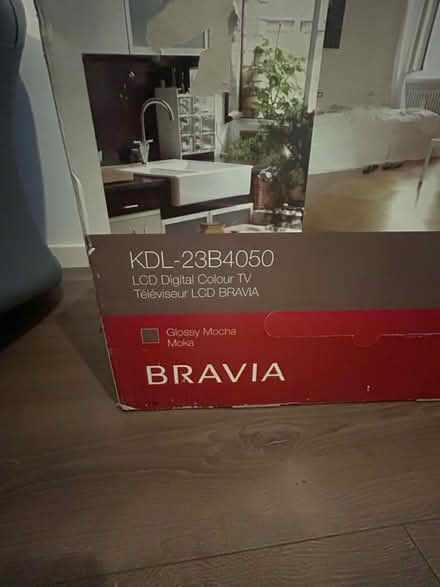 KDL-23B4050
LCD Digital Colour TV
Téléviseur LCD BRAVIA
Glossy Mocha
Moka
BRAVIA